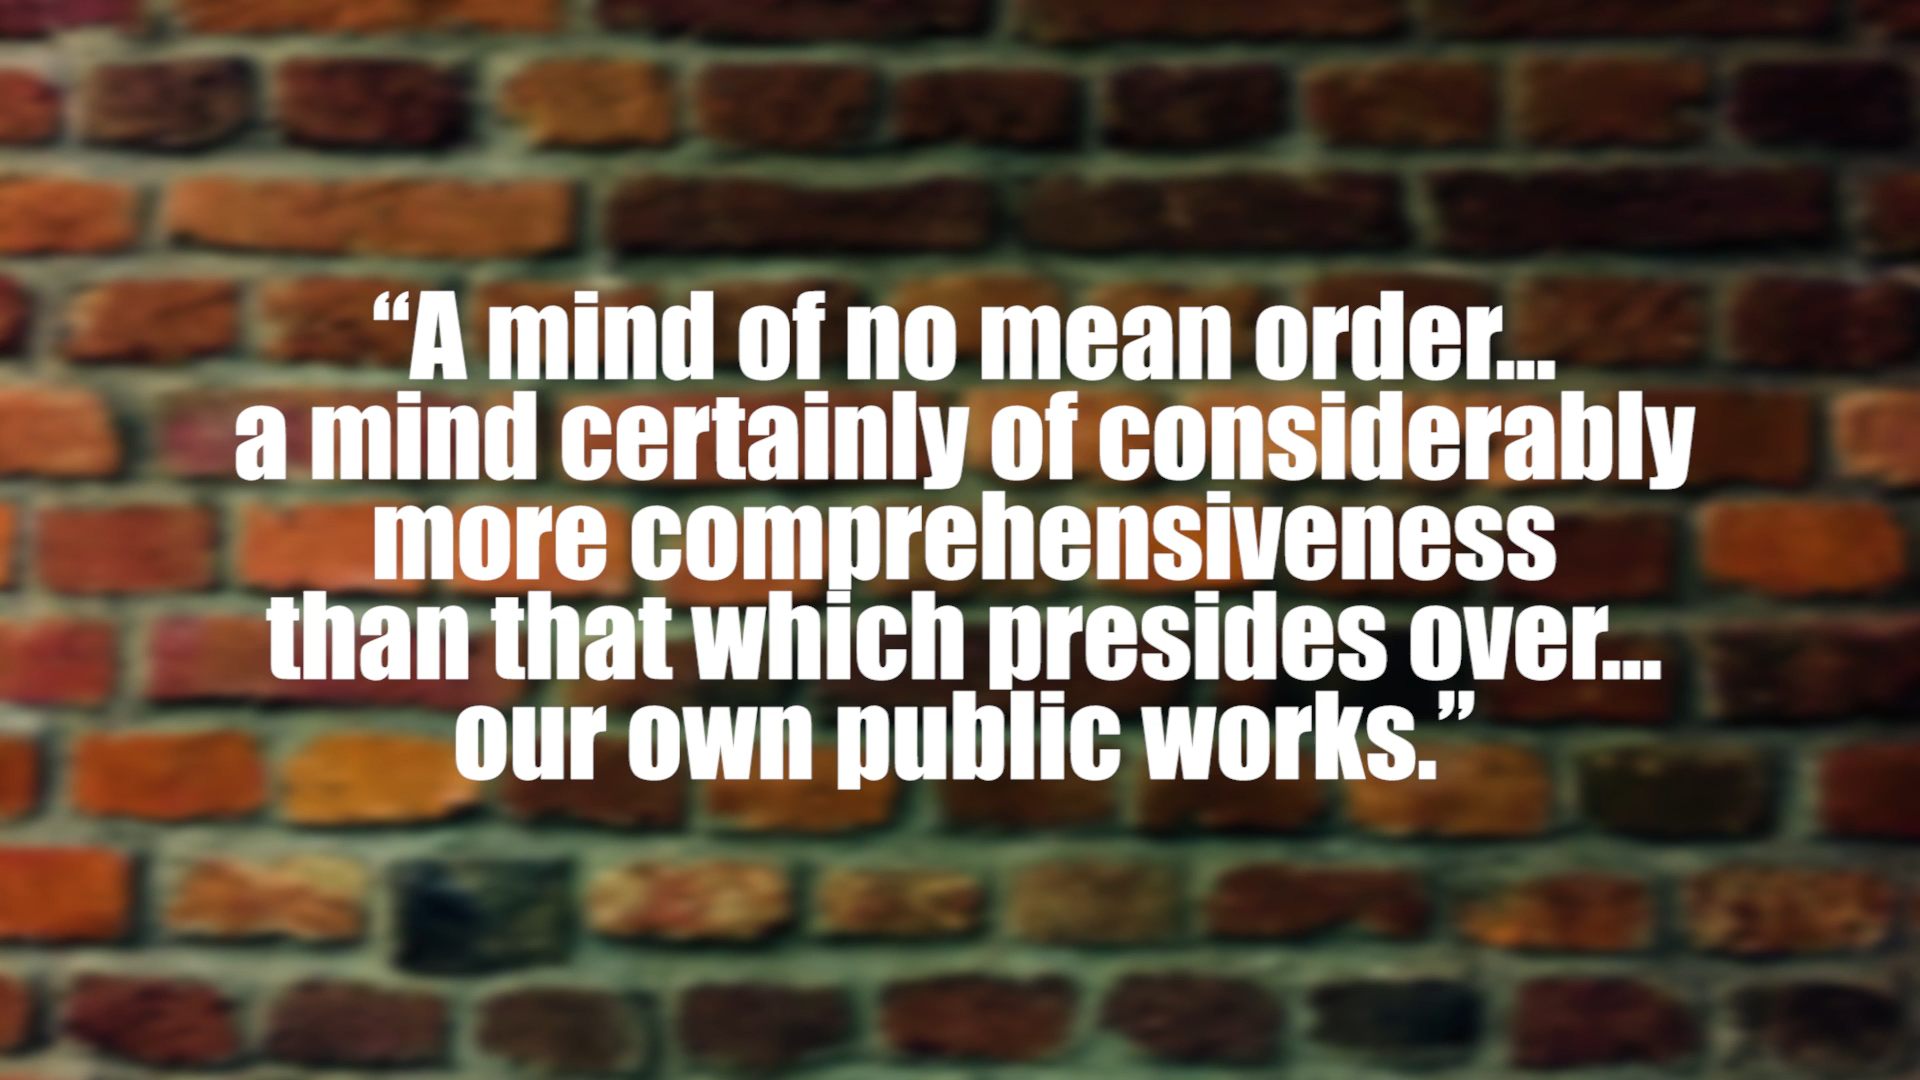 “A mind of no mean order...
a mind certainly of considerably
more comprehensiveness
than that which presides over...
our own public works.”